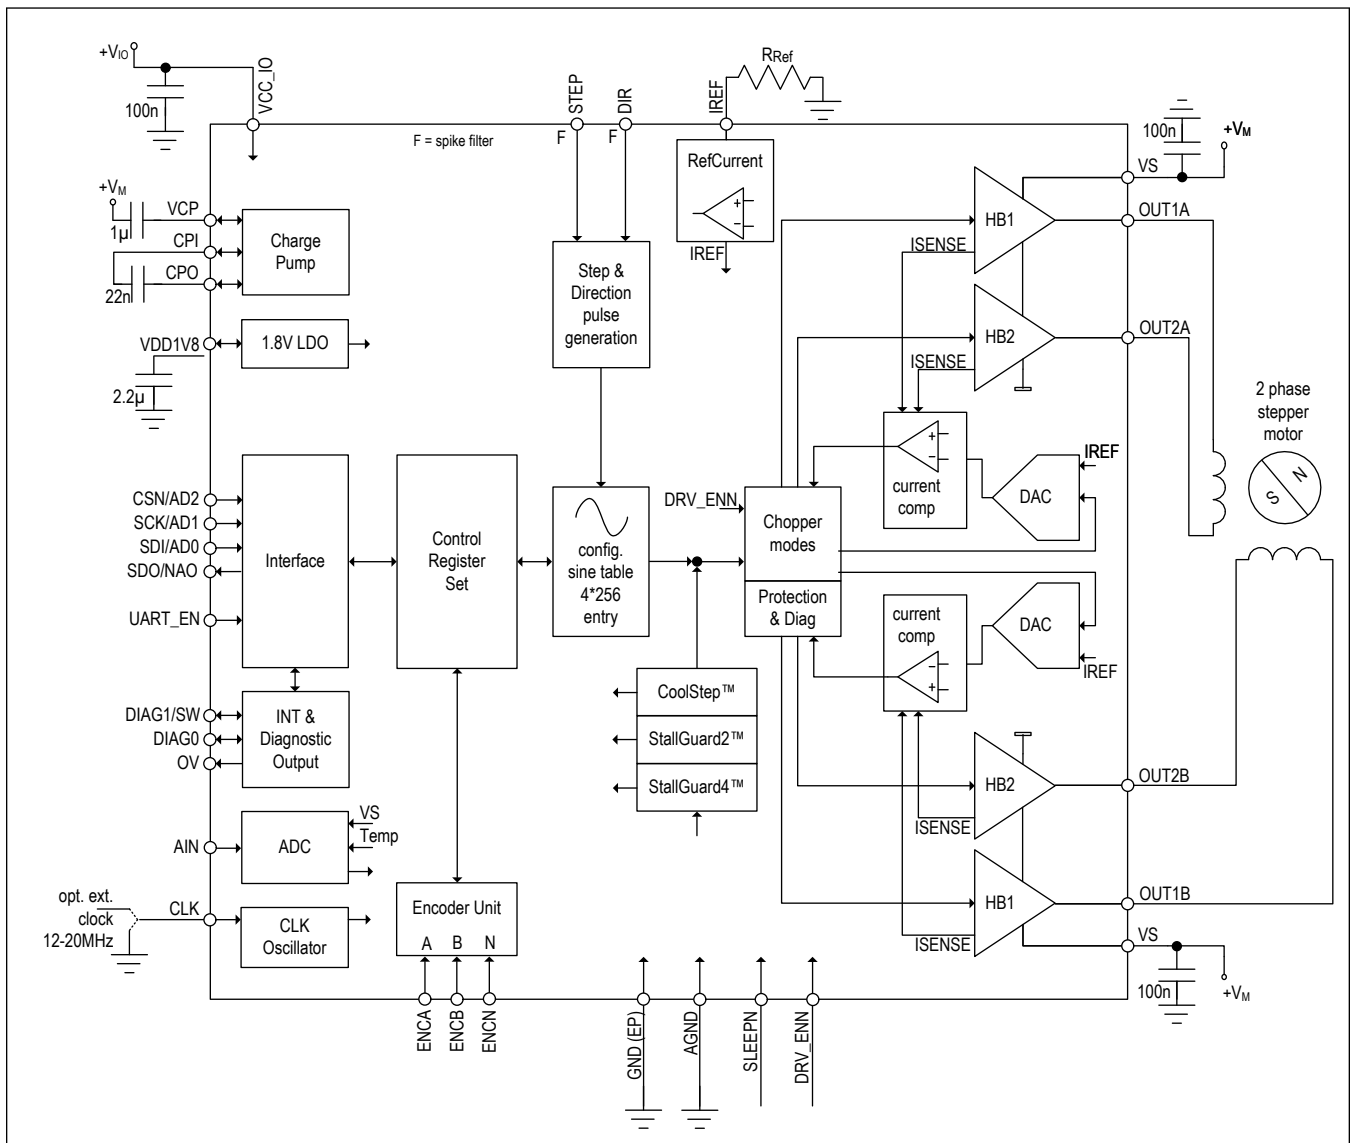 +VIO
100n
VCC_IO
F = spike filter
STEP
F
DIR
F
IREF
RRef
RefCurrent
+
−
IREF
100n
+VM
VS
OUT1A
HB1
ISENSE
+VM
VCP
1µ
CPI
CPO
22n
Charge
Pump
Step &
Direction
pulse
generation
HB2
ISENSE
OUT2A
VDD1V8
2.2µ
1.8V LDO
2 phase
stepper
motor
S
N
+
−
current
comp
DAC
IREF
CSN/AD2
SCK/AD1
SDI/AD0
SDO/NAO
UART_EN
Interface
Control
Register
Set
config.
sine table
4*256
entry
DRV_ENN
Chopper
modes
Protection
& Diag
current
comp
−
+
DAC
IREF
CoolStep™
StallGuard2™
StallGuard4™
DIAG1/SW
DIAG0
OV
INT &
Diagnostic
Output
HB2
ISENSE
OUT2B
AIN
ADC
VS
Temp
HB1
ISENSE
OUT1B
VS
100n
+VM
opt. ext.
clock
12-20MHz
CLK
CLK
Oscillator
Encoder Unit
A
B
N
ENCA
ENCB
ENCN
GND (EP)
AGND
SLEEPN
DRV_ENN